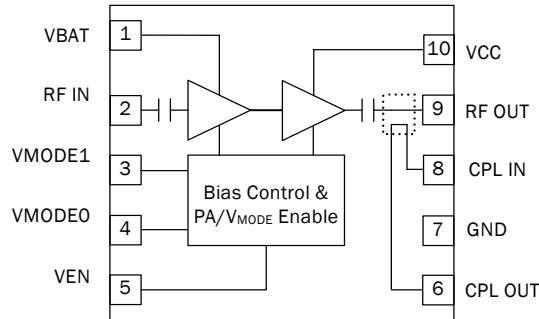 VBAT 1
10 VCC
RF IN 2
9 RF OUT
VMODE1 3
8 CPL IN
Bias Control &
PA/VMODE Enable
VMODE0 4
7 GND
VEN 5
6 CPL OUT